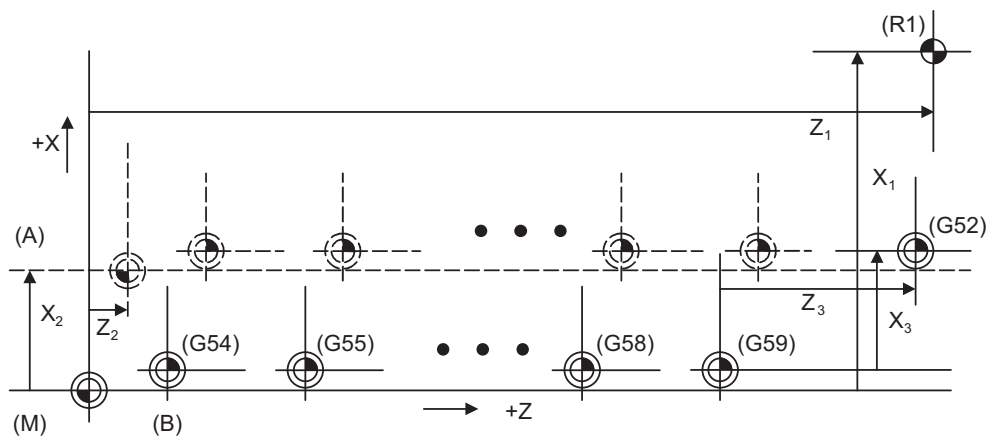 (R1)
Z1
+X
X1
(A)
(G52)
X2
Z2
Z3
X3
(G54)
(G55)
(G58)
(G59)
(M)
(B)
+Z